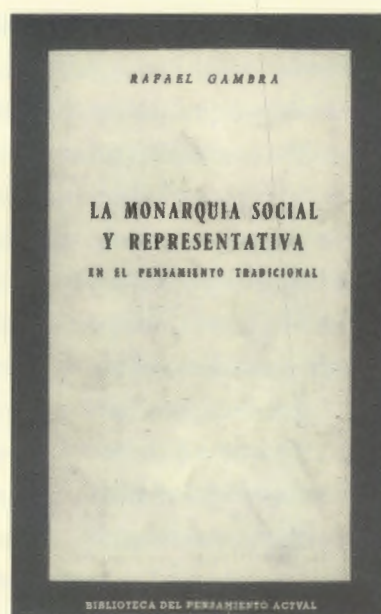 RAFAEL GAMBRA
LA MONARQUIA SOCIAL
Y REPRESENTATIVA
EN EL PENSAMIENTO TRADICIONAL
BIBLIOTECA DEL PENSAMIENTO ACTVAL